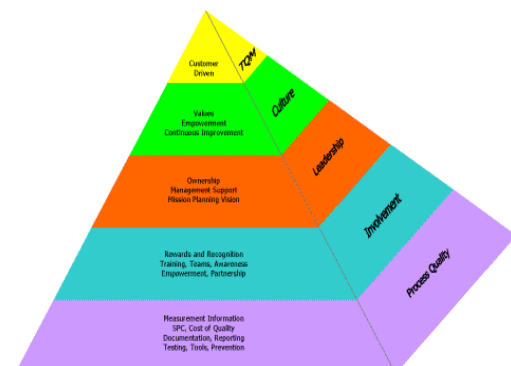 Customer
Driven
TQM
Values
Empowerment
Continuous Improvement
Culture
Ownership
Management Support
Mission Planning Vision
Leadership
Rewards and Recognition
Training, Teams, Awareness
Empowerment, Partnership
Involvement
Measurement Information
SPC, Cost of Quality
Documentation, Reporting
Testing, Tools, Prevention
Process Quality